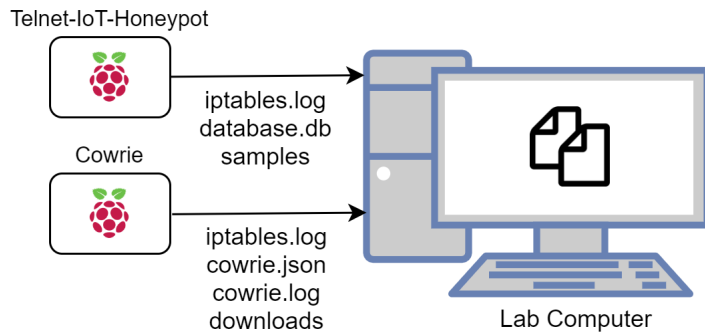 Telnet-IoT-Honeypot
iptables.log
database.db
samples
Cowrie
iptables.log
cowrie.json
cowrie.log
downloads
Lab Computer